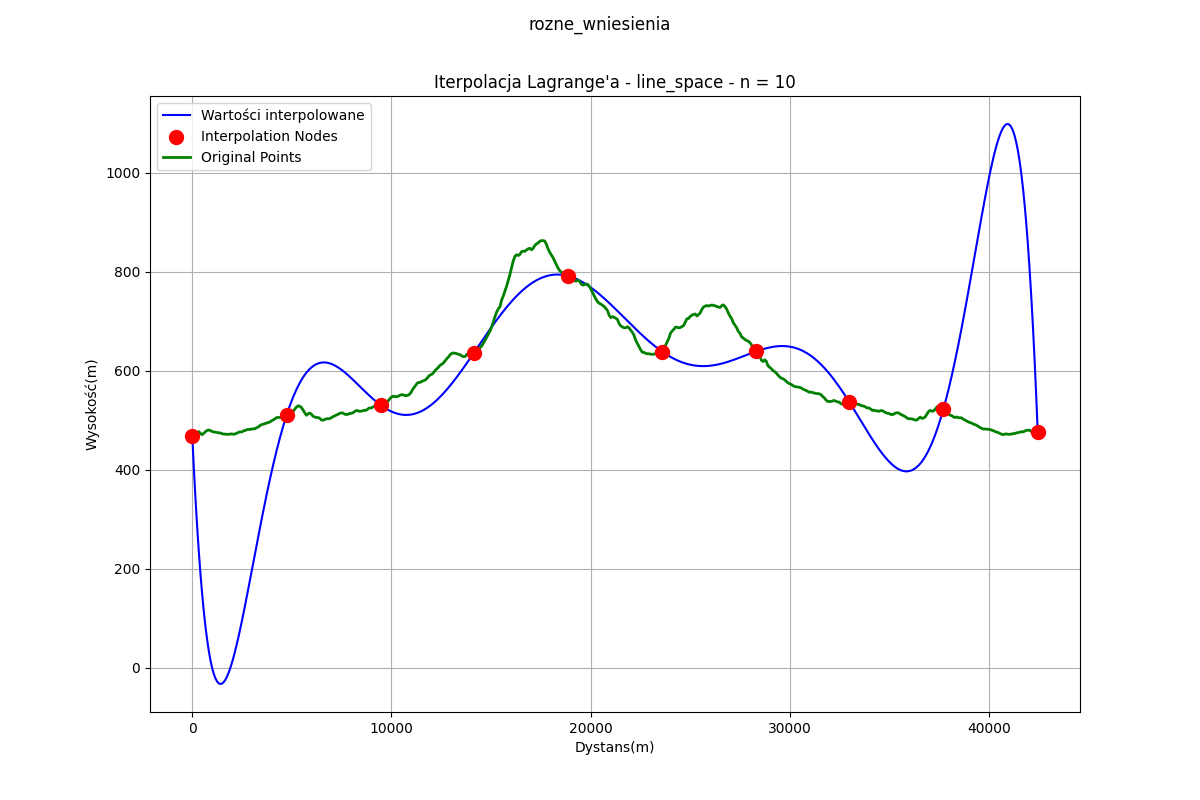 rozne_wniesienia
Iterpolacja Lagrange'a - line_space - n = 10
Wartości interpolowane
Interpolation Nodes
Original Points
Wysokość(m)
1000
800
600
400
200
0
0 10000 20000 30000 40000
Dystans(m)